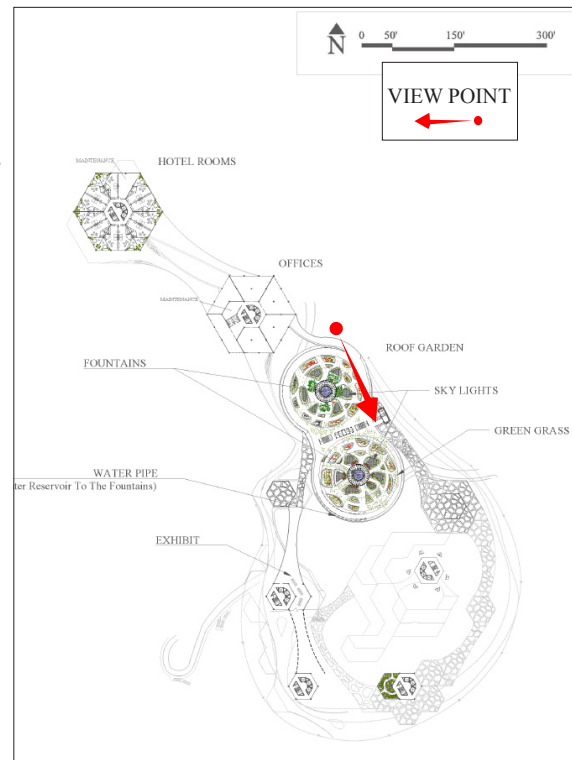 N
0 50' 150' 300'
VIEW POINT
MAINTENANCE
HOTEL ROOMS
OFFICES
MAINTENANCE
ROOF GARDEN
FOUNTAINS
SKY LIGHTS
GREEN GRASS
WATER PIPE
ter Reservoir To The Fountains)
EXHIBIT